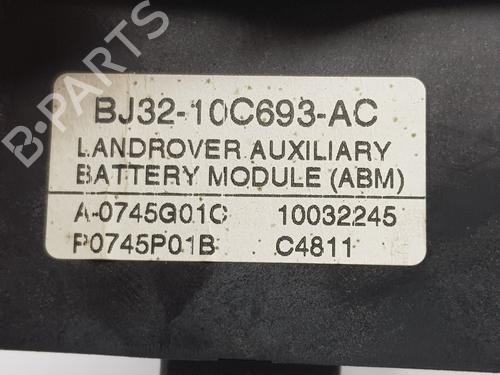 B-PARTS
BJ32-10C693-AC
LANDROVER AUXILIARY
BATTERY MODULE (ABM)
A-0745G01C 10032245
P0745P01B C4811